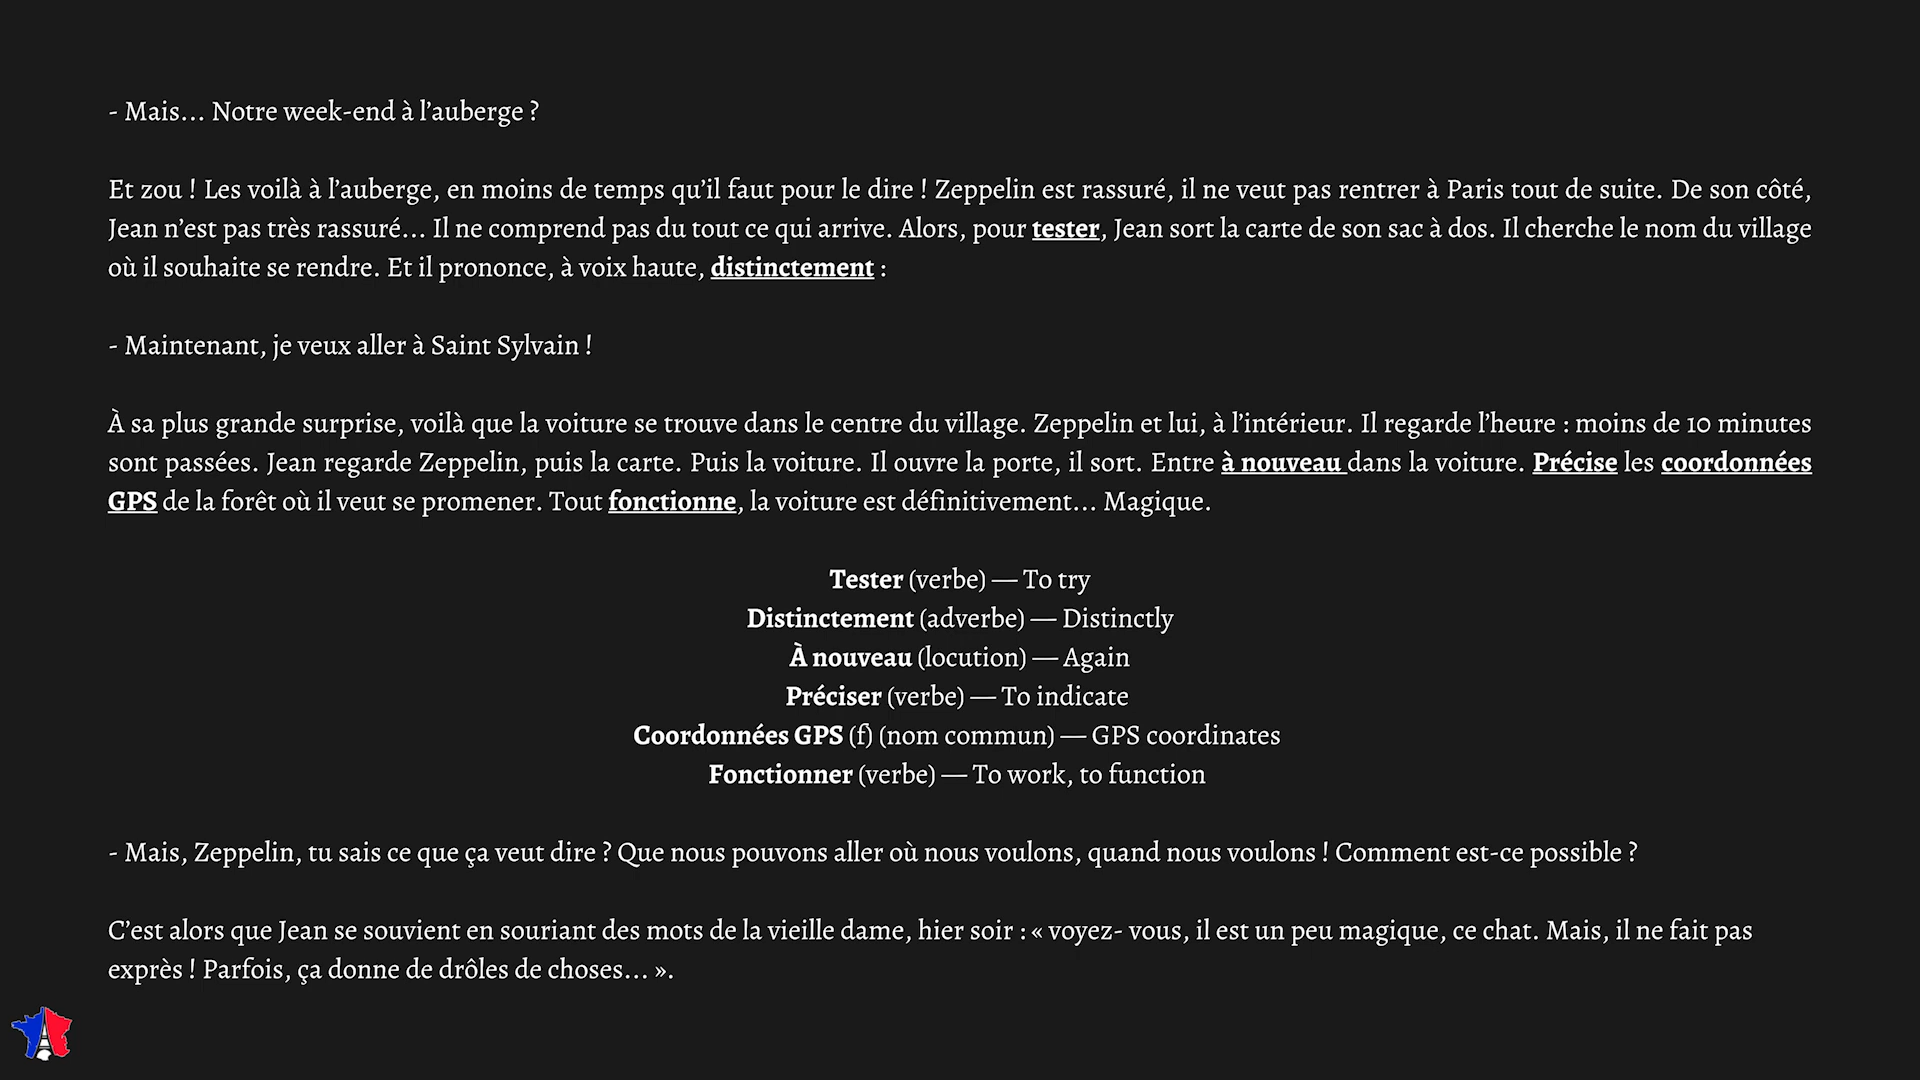 - Mais... Notre week-end à l’auberge ?
Et zou ! Les voilà à l’auberge, en moins de temps qu’il faut pour le dire ! Zeppelin est rassuré, il ne veut pas rentrer à Paris tout de suite. De son côté,
Jean n’est pas très rassuré... Il ne comprend pas du tout ce qui arrive. Alors, pour tester, Jean sort la carte de son sac à dos. Il cherche le nom du village
où il souhaite se rendre. Et il prononce, à voix haute, distinctement :
- Maintenant, je veux aller à Saint Sylvain !
À sa plus grande surprise, voilà que la voiture se trouve dans le centre du village. Zeppelin et lui, à l’intérieur. Il regarde l’heure : moins de 10 minutes
sont passées. Jean regarde Zeppelin, puis la carte. Puis la voiture. Il ouvre la porte, il sort. Entre à nouveau dans la voiture. Précise les coordonnées
GPS de la forêt où il veut se promener. Tout fonctionne, la voiture est définitivement... Magique.
Tester (verbe) — To try
Distinctement (adverbe) — Distinctly
À nouveau (locution) — Again
Préciser (verbe) — To indicate
Coordonnées GPS (f) (nom commun) — GPS coordinates
Fonctionner (verbe) — To work, to function
- Mais, Zeppelin, tu sais ce que ça veut dire ? Que nous pouvons aller où nous voulons, quand nous voulons ! Comment est-ce possible ?
C’est alors que Jean se souvient en souriant des mots de la vieille dame, hier soir : « voyez- vous, il est un peu magique, ce chat. Mais, il ne fait pas
exprès ! Parfois, ça donne de drôles de choses... ».